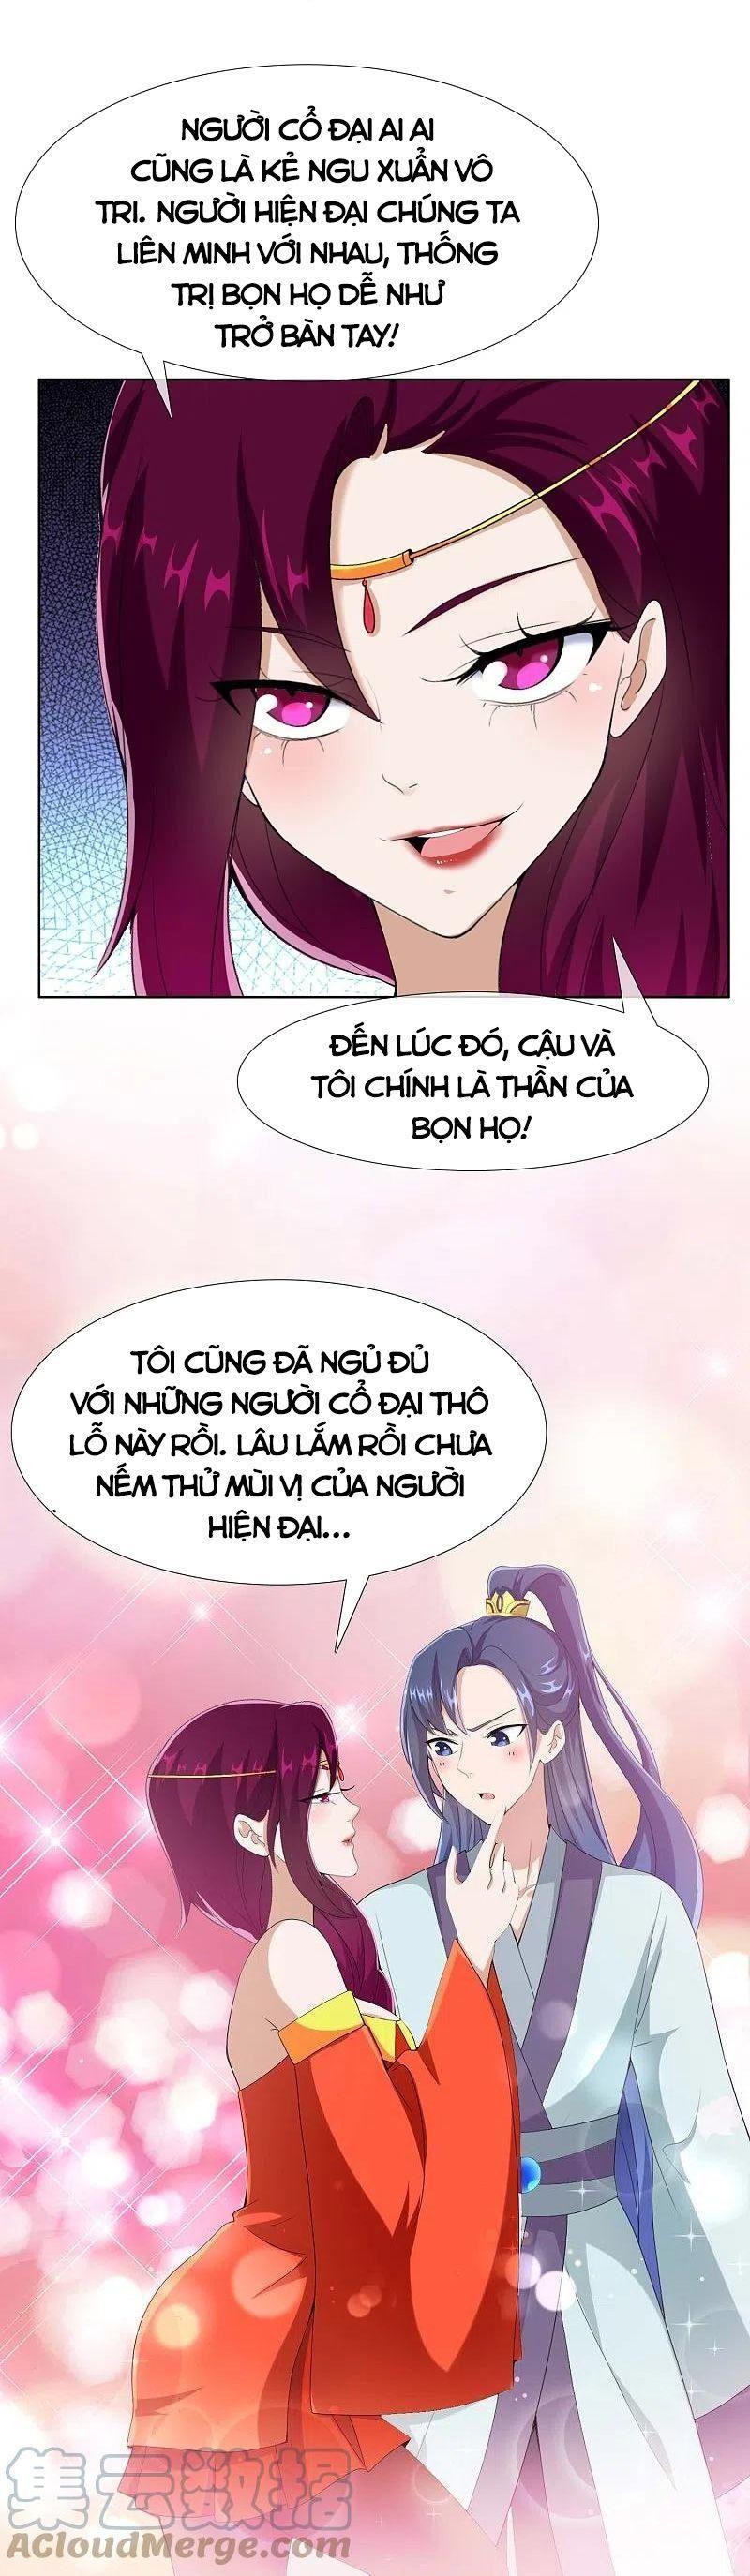 NGƯỜI CỔ ĐẠI AI AI
CŨNG LÀ KẺ NGU XUẨN VÔ
TRI. NGƯỜI HIỆN ĐẠI CHÚNG TA
LIÊN MINH VỚI NHAU, THỐNG
TRỊ BỌN HỌ DỄ NHƯ
TRỞ BÀN TAY!
ĐẾN LÚC ĐÓ, CẬU VÀ
TÔI CHÍNH LÀ THẦN CỦA
BỌN HỌ!
TÔI CŨNG ĐÃ NGỦ ĐỦ
VỚI NHỮNG NGƯỜI CỔ ĐẠI THÔ
LỖ NÀY RỒI. LÂU LẮM RỒI CHƯA
NẾM THỬ MÙI VỊ CỦA NGƯỜI
HIỆN ĐẠI...
集云数据
AcloudMerge.com